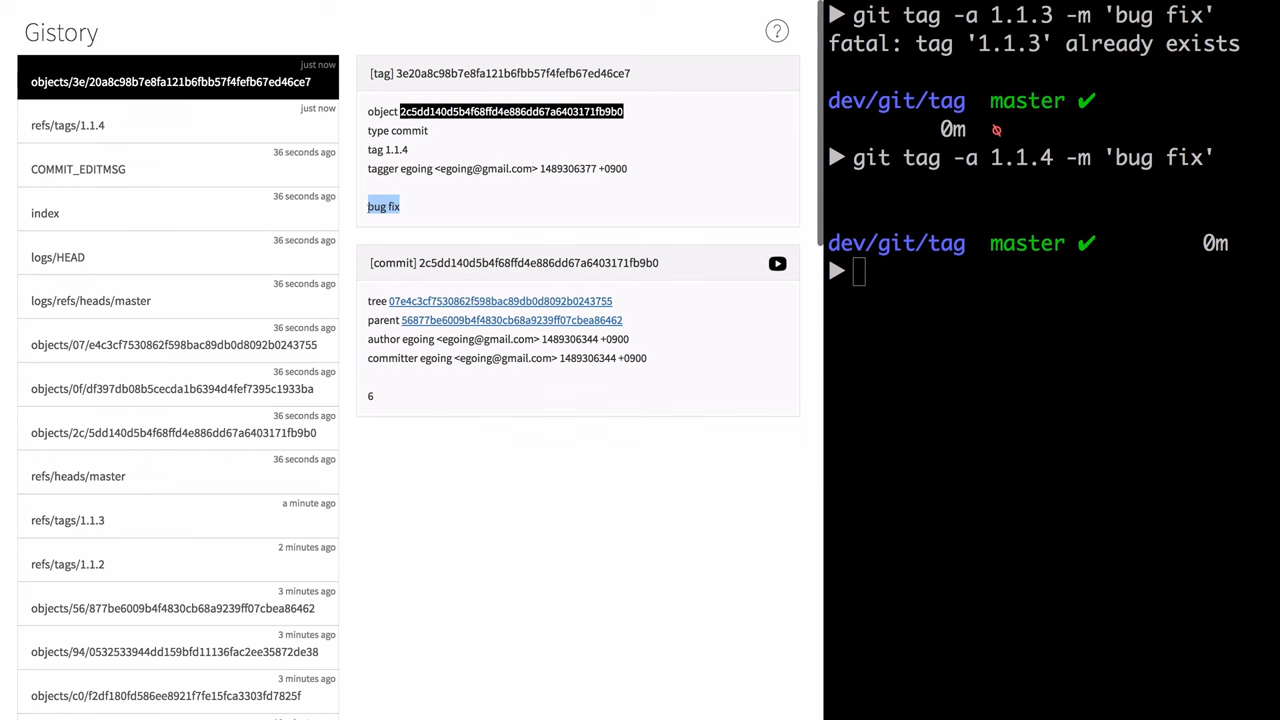 Gistory
?
just now
objects/3e/20a8c98b7e8fa121b6fbb57f4fefb67ed46ce7
just now
refs/tags/1.1.4
36 seconds ago
COMMIT_EDITMSG
36 seconds ago
index
36 seconds ago
logs/HEAD
36 seconds ago
logs/refs/heads/master
36 seconds ago
objects/07/e4c3cf7530862f598bac89db0d8092b0243755
36 seconds ago
objects/0f/df397db08b5cecda1b6394d4fef7395c1933ba
36 seconds ago
objects/2c/5dd140d5b4f68ffd4e886dd67a6403171fb9b0
36 seconds ago
refs/heads/master
a minute ago
refs/tags/1.1.3
2 minutes ago
refs/tags/1.1.2
3 minutes ago
objects/56/877be6009b4f4830cb68a9239ff07cbea86462
3 minutes ago
objects/94/0532533944dd159bfd11136fac2ee35872de38
3 minutes ago
objects/c0/f2df180fd586ee8921f7fe15fca3303fd7825f
[tag] 3e20a8c98b7e8fa121b6fbb57f4fefb67ed46ce7
object 2c5dd140d5b4f68ffd4e886dd67a6403171fb9b0
type commit
tag 1.1.4
tagger egoing <egoing@gmail.com> 1489306377 +0900
bug fix
[commit] 2c5dd140d5b4f68ffd4e886dd67a6403171fb9b0
tree 07e4c3cf7530862f598bac89db0d8092b0243755
parent 56877be6009b4f4830cb68a9239ff07cbea86462
author egoing <egoing@gmail.com> 1489306344 +0900
committer egoing <egoing@gmail.com> 1489306344 +0900
6
▶ git tag -a 1.1.3 -m 'bug fix'
fatal: tag '1.1.3' already exists
dev/git/tag master ✔
0m
▶ git tag -a 1.1.4 -m 'bug fix'
dev/git/tag master ✔ 0m
▶